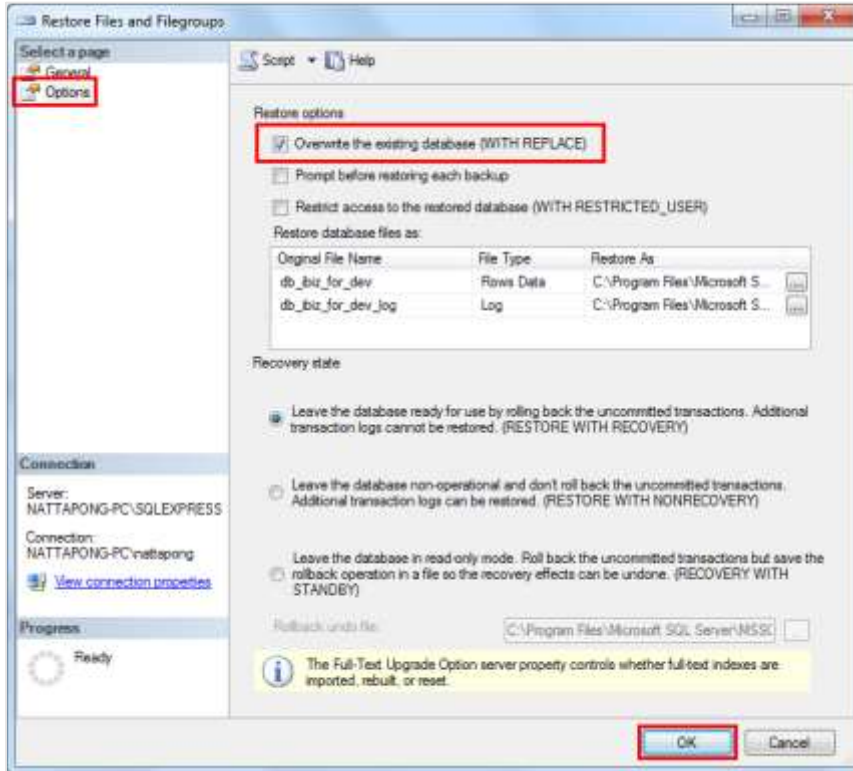 Restore Files and Filegroups
Select a page
General
Options
Script
Help
Restore options
Overwrite the existing database (WITH REPLACE)
Prompt before restoring each backup
Restrict access to the restored database (WITH RESTRICTED_USER)
Restore database files as:
Original File Name File Type Restore As
db_ibiz_for_dev Rows Data C:\Program Files\Microsoft S... ...
db_ibiz_for_dev_log Log C:\Program Files\Microsoft S... ...
Recovery state
Leave the database ready for use by rolling back the uncommitted transactions. Additional
transaction logs cannot be restored. (RESTORE WITH RECOVERY)
Leave the database non-operational and don't roll back the uncommitted transactions.
Additional transaction logs can be restored. (RESTORE WITH NONRECOVERY)
Leave the database in read-only mode. Roll back the uncommitted transactions but save the
rollback operation in a file so the recovery effects can be undone. (RECOVERY WITH
STANDBY)
Rollback undo file:
C:\Program Files\Microsoft SQL Server\MSSQ
The Full-Text Upgrade Option server property controls whether full-text indexes are
imported, rebuilt, or reset.
Connection
Server:
NATTAPONG-PC\SQLEXPRESS
Connection:
NATTAPONG-PC\nattapong
View connection properties
Progress
Ready
OK
Cancel